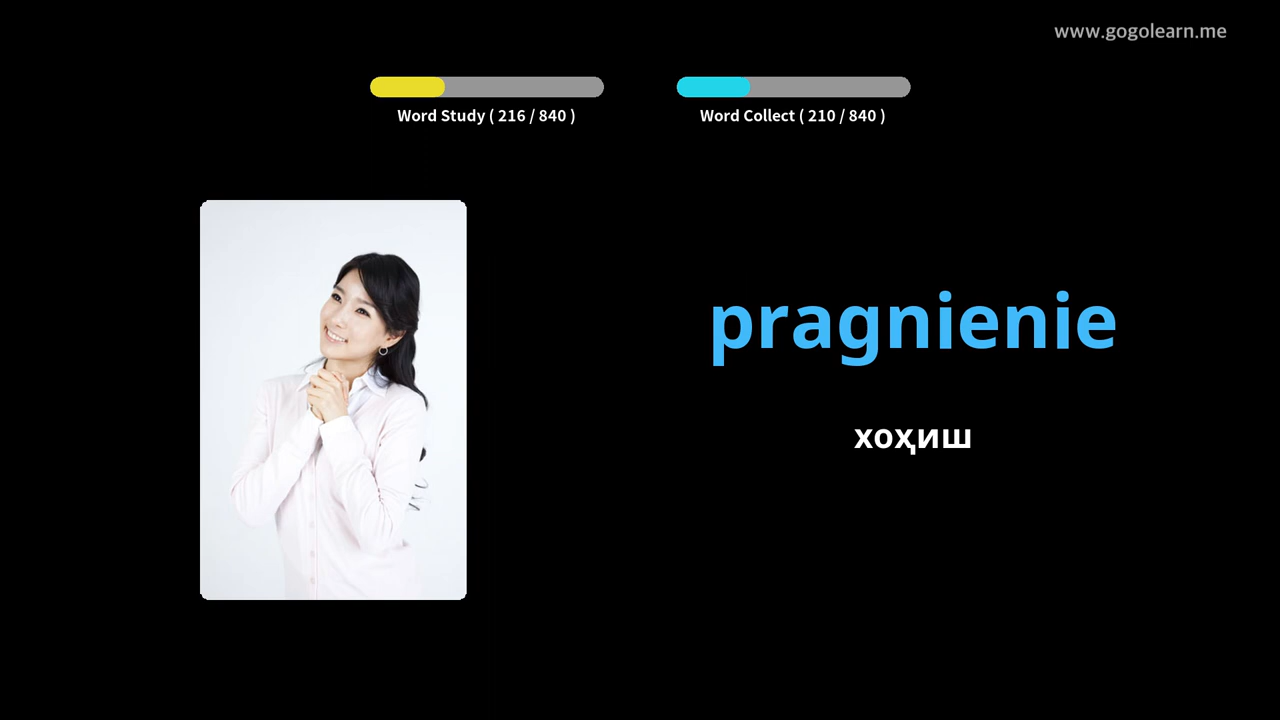 www.gogolearn.me
Word Study ( 216 / 840 )
Word Collect ( 210 / 840 )
pragnienie
хоҳиш